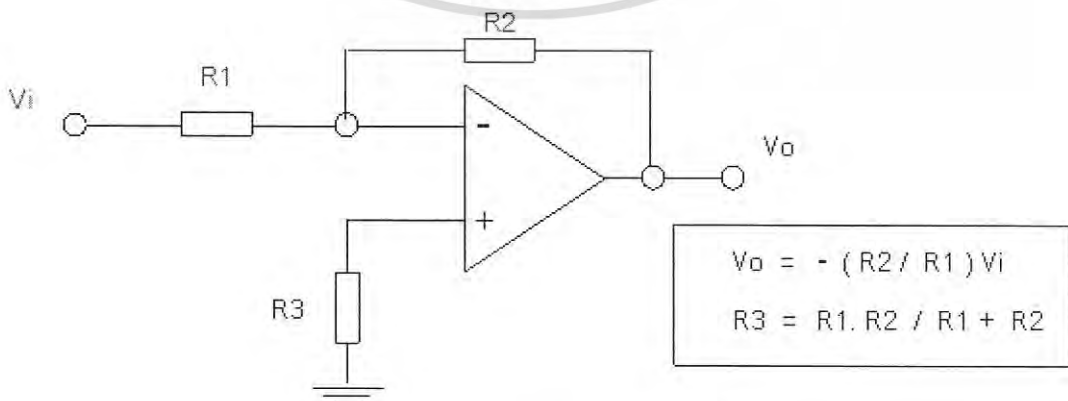 R2
R1
Vi
-
Vo
+
R3
Vo = - ( R2 / R1 ) Vi
R3 = R1. R2 / R1 + R2